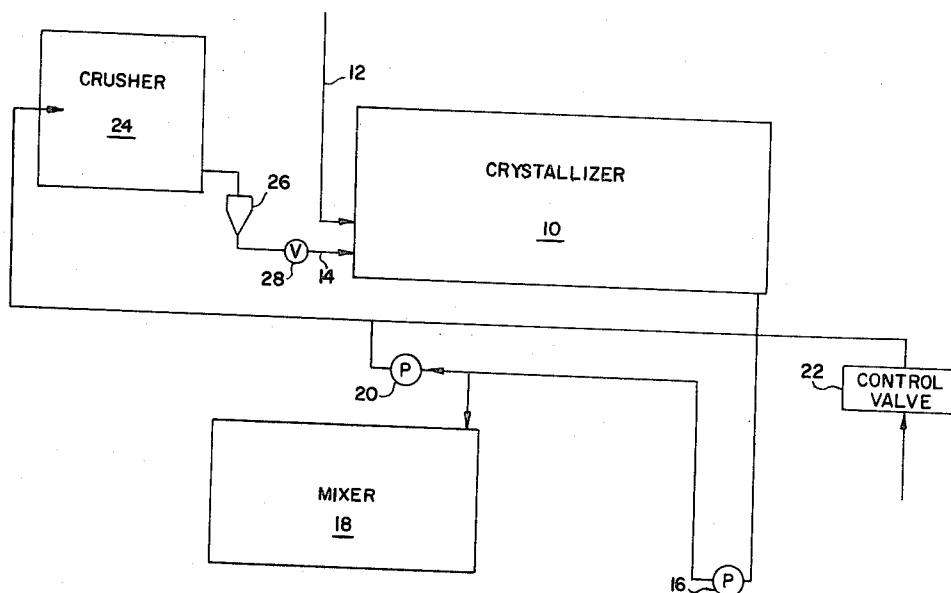 CRUSHER
24
12
CRYSTALLIZER
10
26
V
28
14
P
20
22
CONTROL
VALVE
MIXER
18
16
P